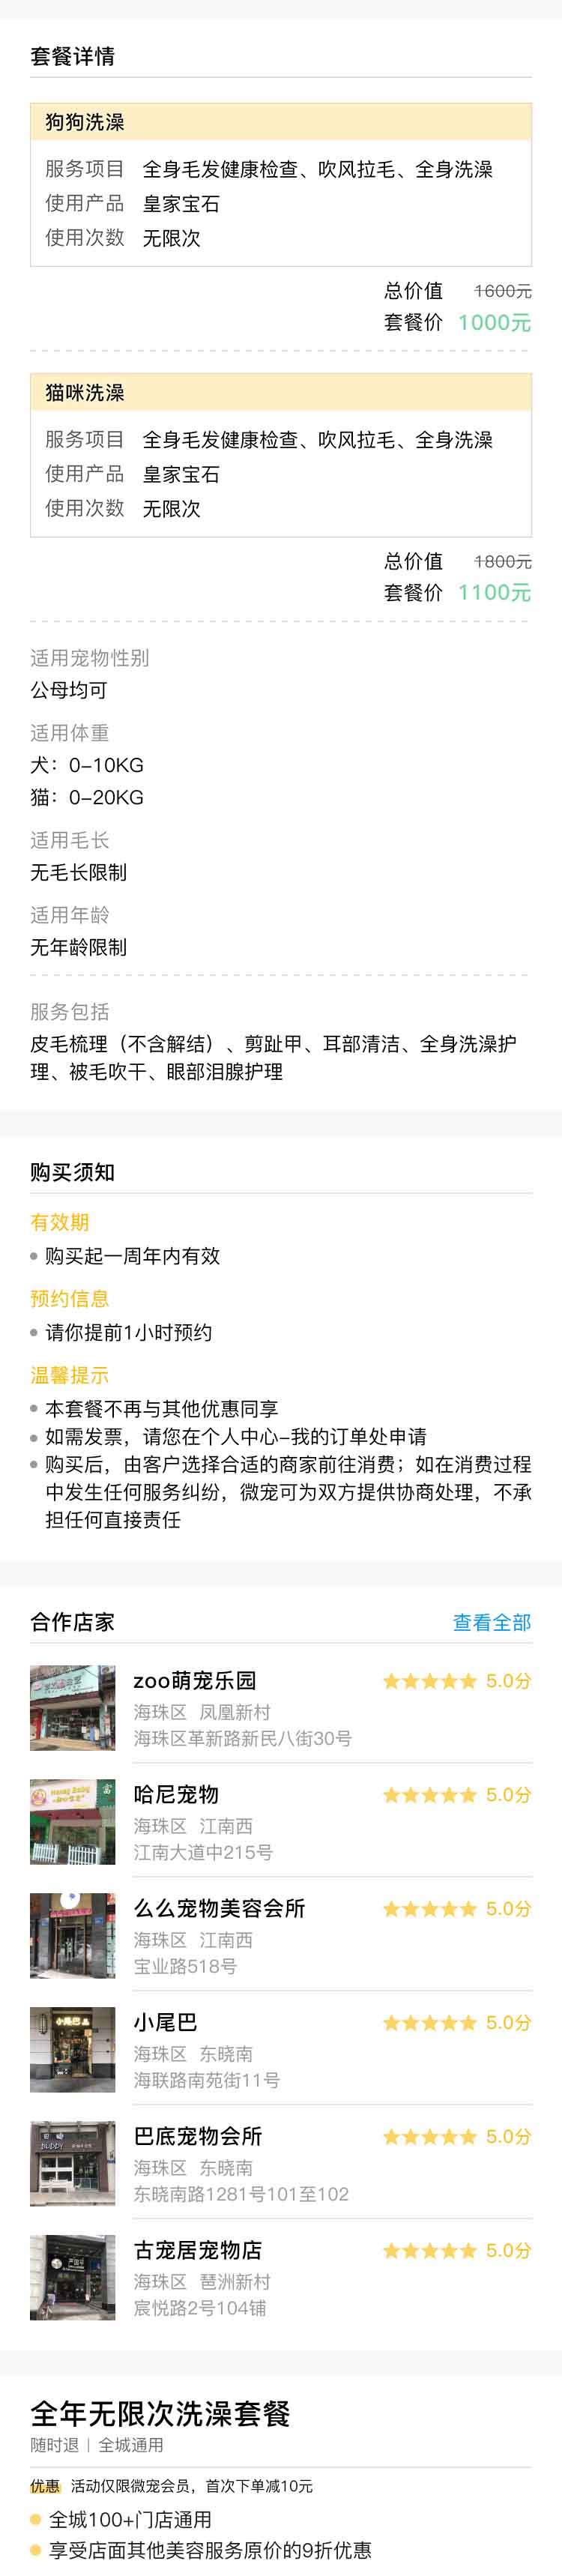 套餐详情
狗狗洗澡
服务项目 全身毛发健康检查、吹风拉毛、全身洗澡
使用产品 皇家宝石
使用次数 无限次
总价值 1600元
套餐价 1000元
猫咪洗澡
服务项目 全身毛发健康检查、吹风拉毛、全身洗澡
使用产品 皇家宝石
使用次数 无限次
总价值 1800元
套餐价 1100元
适用宠物性别
公母均可
适用体重
犬：0-10KG
猫：0-20KG
适用毛长
无毛长限制
适用年龄
无年龄限制
服务包括
皮毛梳理（不含解结）、剪趾甲、耳部清洁、全身洗澡护
理、被毛吹干、眼部泪腺护理
购买须知
有效期
购买起一周年内有效
预约信息
请你提前1小时预约
温馨提示
本套餐不再与其他优惠同享
如需发票，请您在个人中心-我的订单处申请
购买后，由客户选择合适的商家前往消费；如在消费过程
中发生任何服务纠纷，微宠可为双方提供协商处理，不承
担任何直接责任
合作店家 查看全部
zoo萌宠乐园 5.0分
海珠区 凤凰新村
海珠区革新路新民八街30号
哈尼宠物 5.0分
海珠区 江南西
江南大道中215号
么么宠物美容会所 5.0分
海珠区 江南西
宝业路518号
小尾巴
小尾巴 5.0分
海珠区 东晓南
海联路南苑街11号
BUDDY
巴底宠物会所 5.0分
海珠区 东晓南
东晓南路1281号101至102
古宠居宠物店 5.0分
海珠区 琶洲新村
宸悦路2号104铺
全年无限次洗澡套餐
随时退 | 全城通用
优惠 活动仅限微宠会员，首次下单减10元
全城100+门店通用
享受店面其他美容服务原价的9折优惠